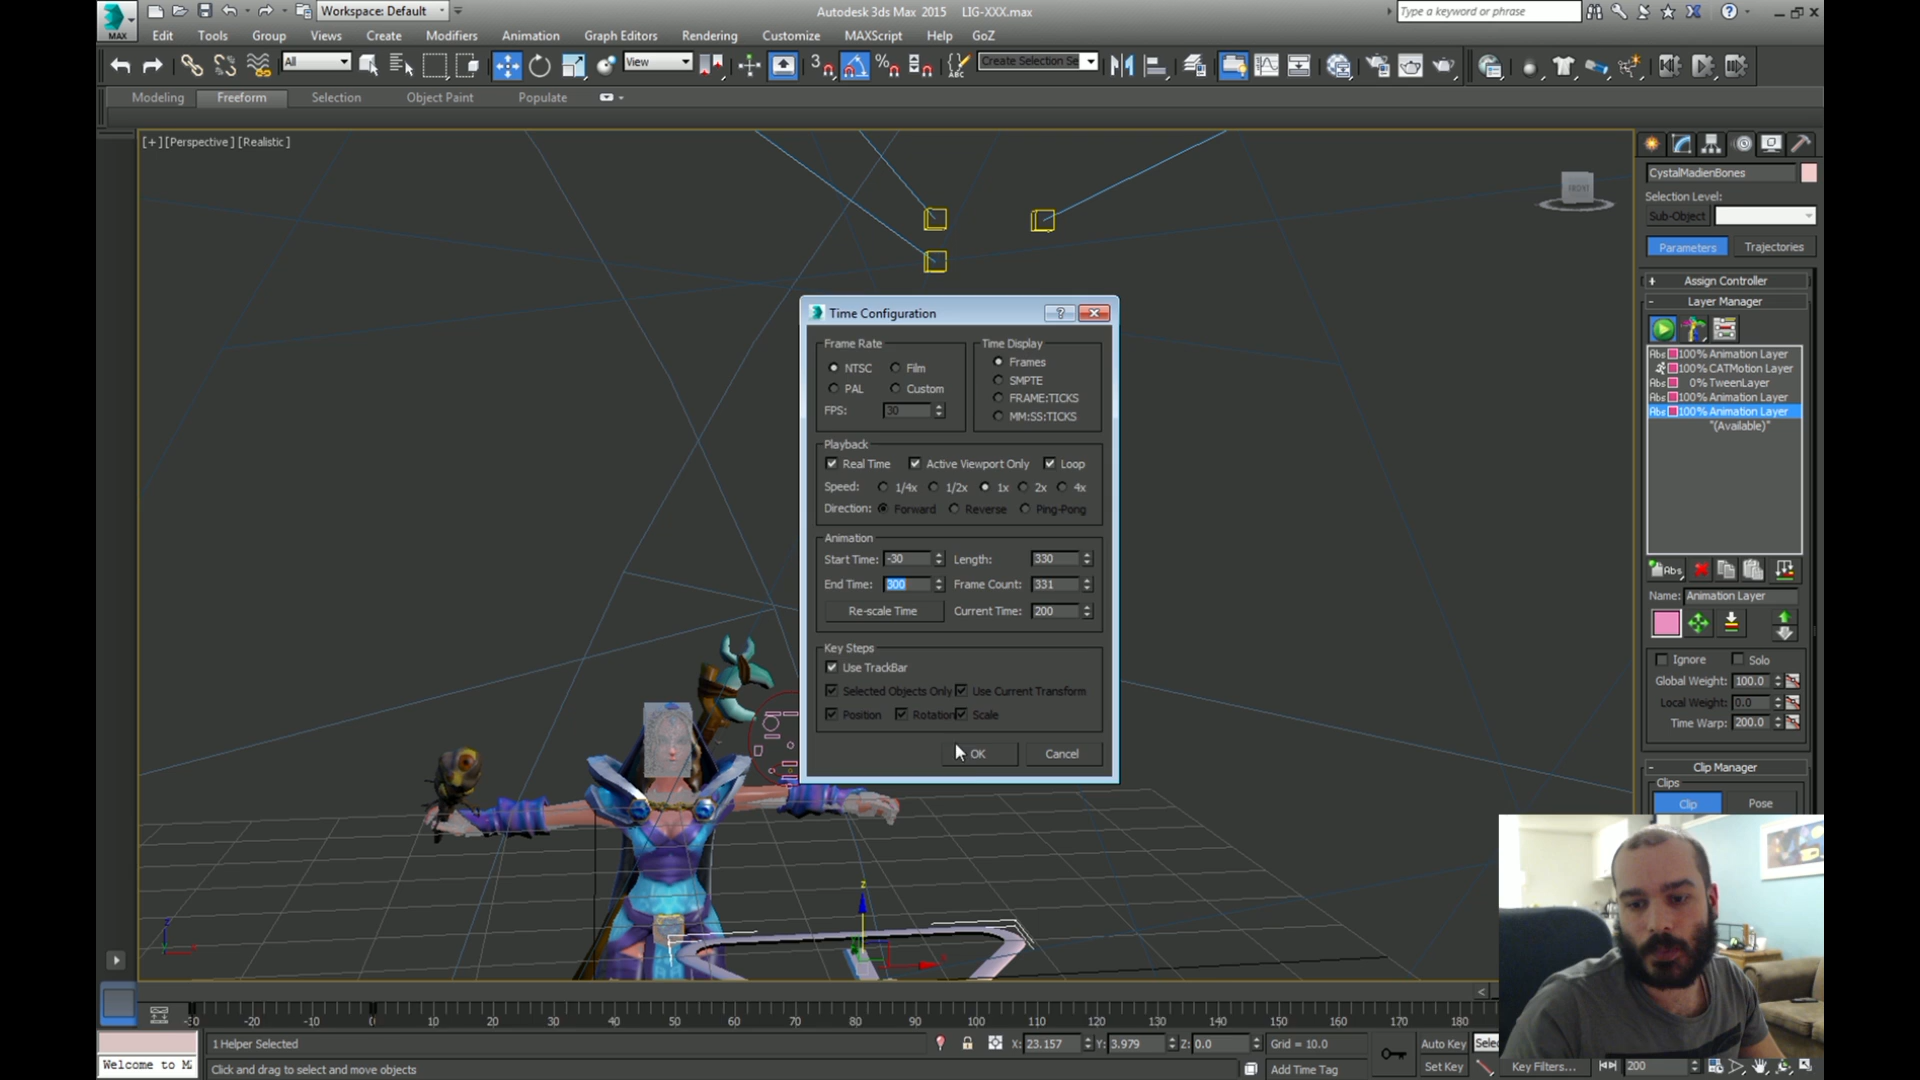 Workspace: Default
Autodesk 3ds Max 2015 LIG-XXX.max
Type a keyword or phrase
MAX
Edit Tools Group Views Create Modifiers Animation Graph Editors Rendering Customize MAXScript Help GoZ
All
View
3
Create Selection Se
Modeling Freeform Selection Object Paint Populate
[+] [Perspective] [Realistic]
FRONT
CystalMadienBones
Selection Level:
Sub-Object
Parameters Trajectories
+ Assign Controller
- Layer Manager
Abs 100% Animation Layer
100% CATMotion Layer
Abs 0% TweenLayer
Abs 100% Animation Layer
Abs 100% Animation Layer
"(Available)"
Abs
Name: Animation Layer
Ignore Solo
Global Weight: 100.0
Local Weight: 0.0
Time Warp: 200.0
- Clip Manager
Clips
Clip Pose
Time Configuration
Frame Rate
NTSC Film
PAL Custom
FPS: 30
Time Display
Frames
SMPTE
FRAME:TICKS
MM:SS:TICKS
Playback
Real Time Active Viewport Only Loop
Speed: 1/4x 1/2x 1x 2x 4x
Direction: Forward Reverse Ping-Pong
Animation
Start Time: -30 Length: 330
End Time: 300 Frame Count: 331
Re-scale Time Current Time: 200
Key Steps
Use TrackBar
Selected Objects Only Use Current Transform
Position Rotation Scale
OK Cancel
z
-30 -20 -10 0 10 20 30 40 50 60 70 80 90 100 110 120 130 140 150 160 170 180
1 Helper Selected
X: 23.157 Y: 3.979 Z: 0.0 Grid = 10.0
Auto Key Selec
Welcome to M
Click and drag to select and move objects
Add Time Tag
Set Key Key Filters... 200